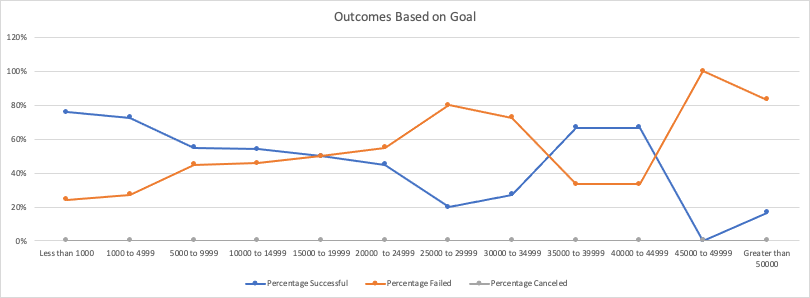 Outcomes Based on Goal
120%
100%
80%
60%
40%
20%
0%
Less than 1000 1000 to 4999 5000 to 9999 10000 to 14999 15000 to 19999 20000 to 24999 25000 to 29999 30000 to 34999 35000 to 39999 40000 to 44999 45000 to 49999 Greater than
50000
Percentage Successful Percentage Failed Percentage Canceled